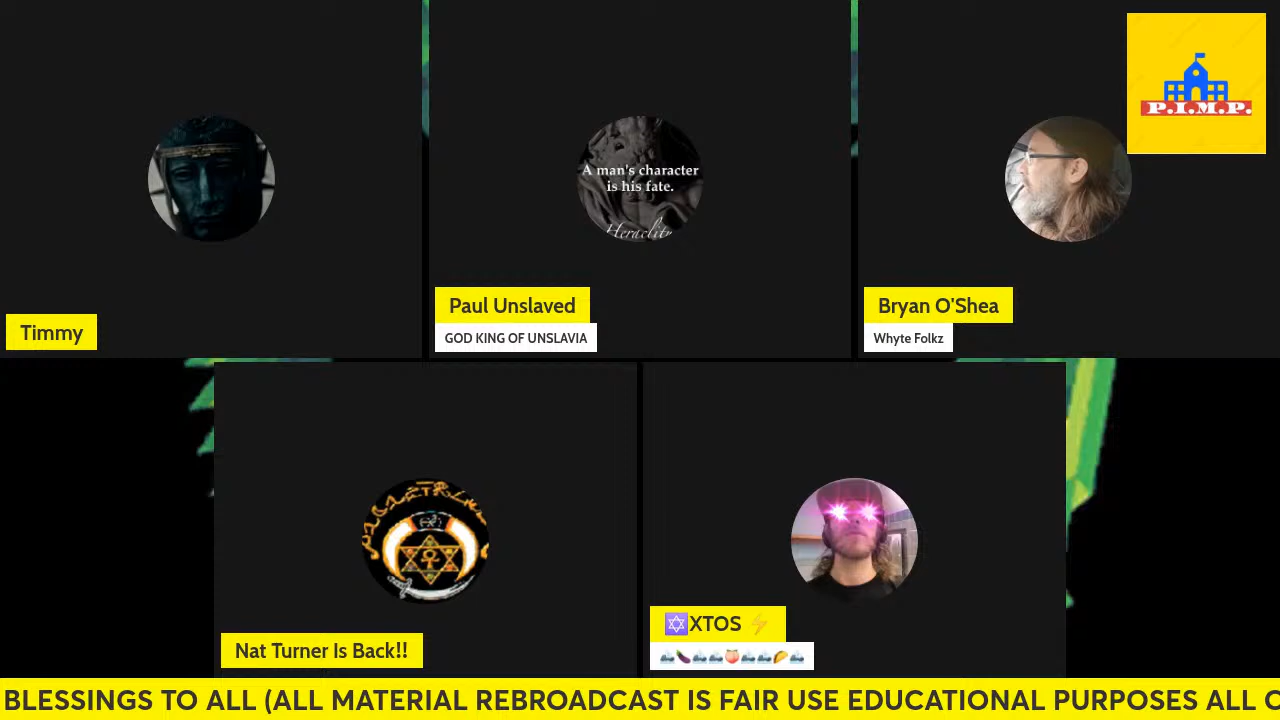 P.I.M.P.
A man's character
is his fate.
Timmy
Paul Unslaved
GOD KING OF UNSLAVIA
Bryan O'Shea
Whyte Folkz
Nat Turner Is Back!!
✡XTOS ⚡
BLESSINGS TO ALL (ALL MATERIAL REBROADCAST IS FAIR USE EDUCATIONAL PURPOSES ALL